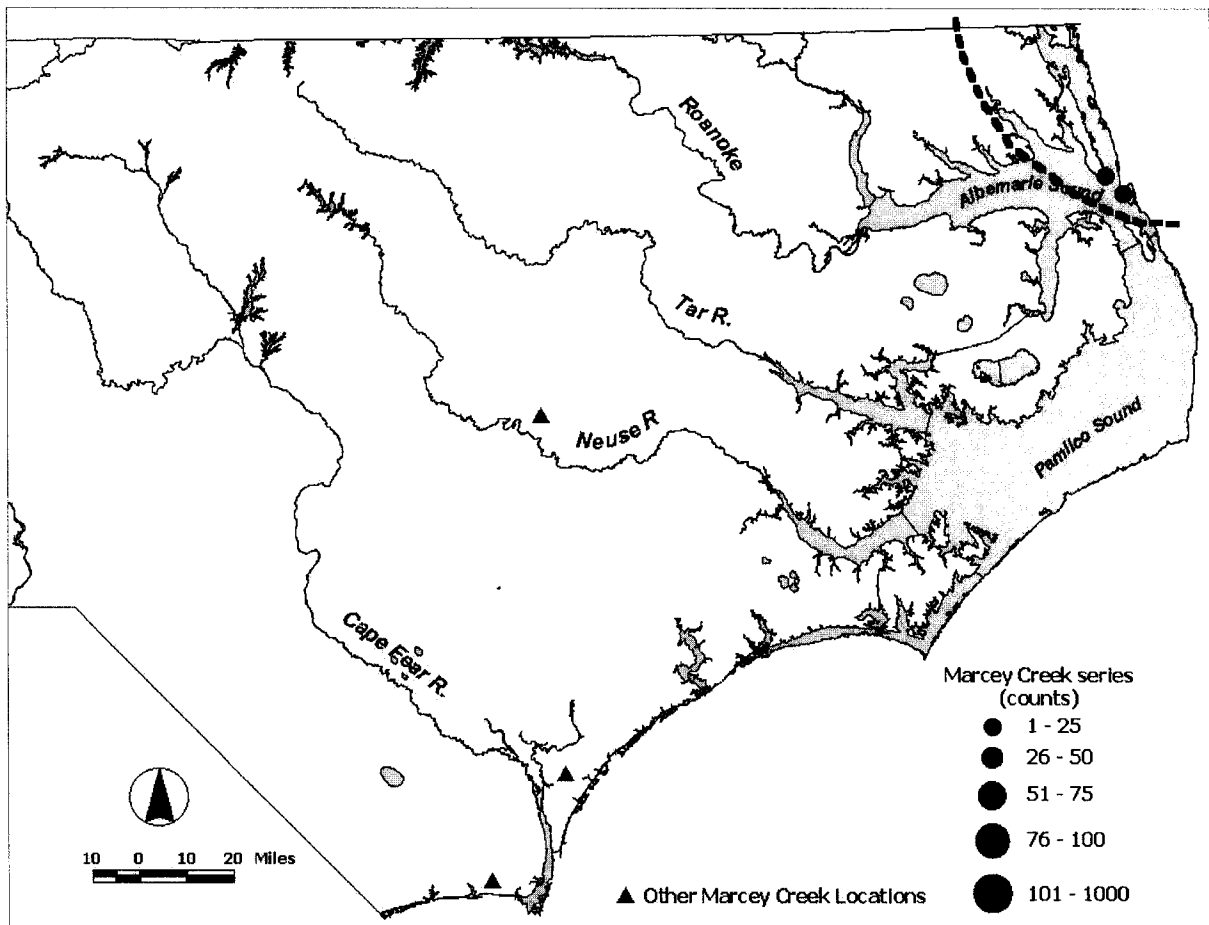 Roanoke
Albemarle Sound
Tar R.
Neuse R
Pamlico Sound
Cape Fear R.
Marcey Creek series
(counts)
1 - 25
26 - 50
51 - 75
76 - 100
101 - 1000
10 0 10 20 Miles
Other Marcey Creek Locations